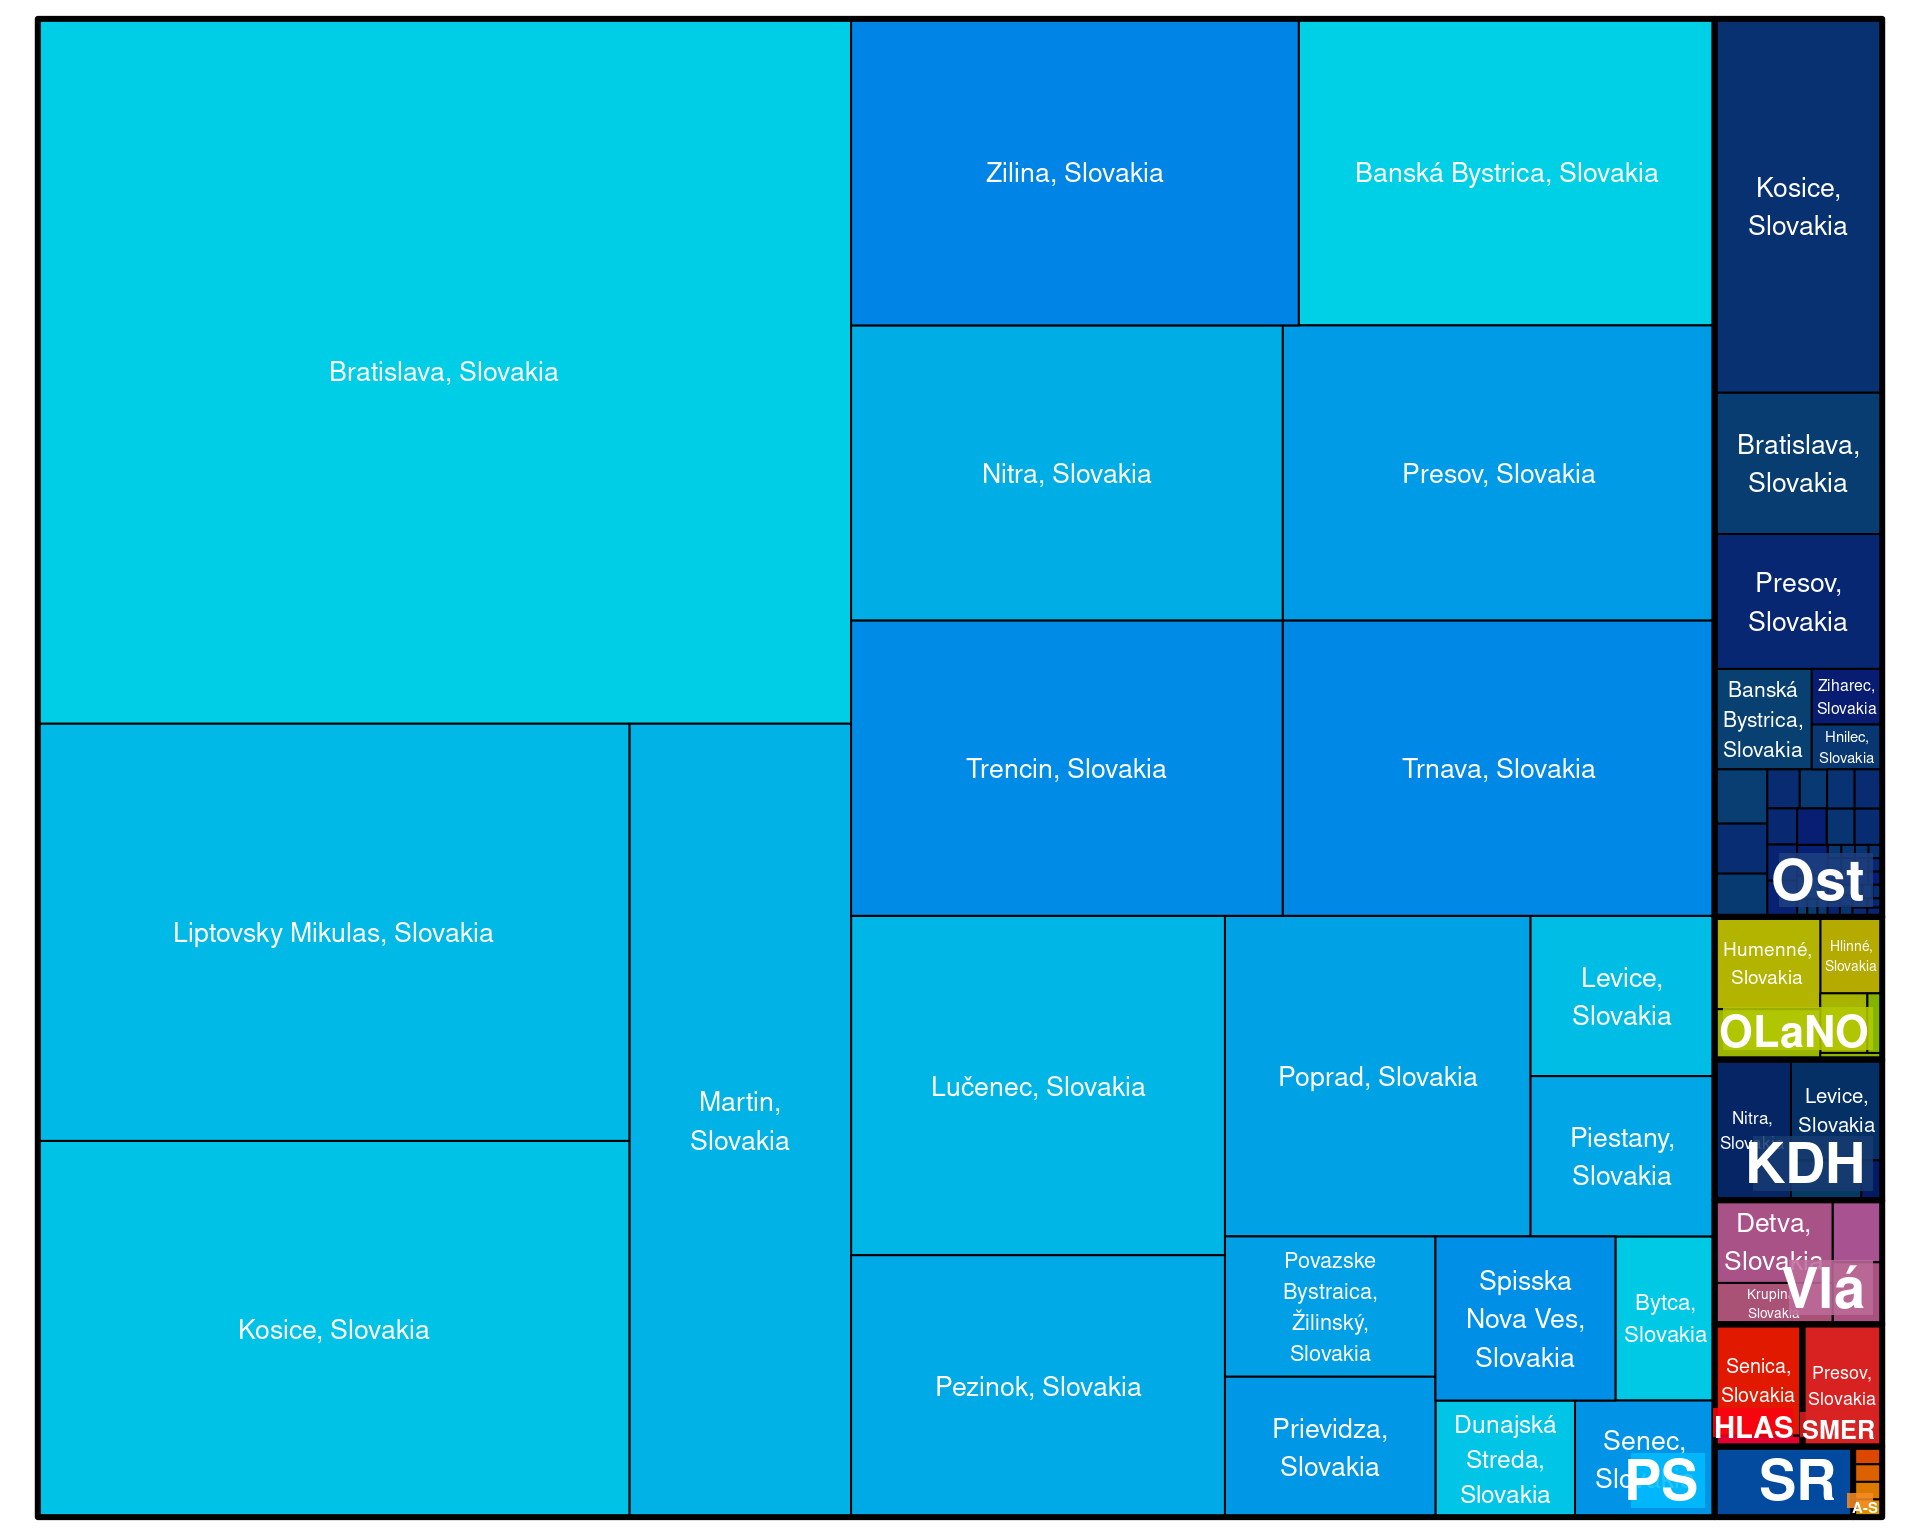 Bratislava, Slovakia
Zilina, Slovakia
Banská Bystrica, Slovakia
Nitra, Slovakia
Presov, Slovakia
Trencin, Slovakia
Trnava, Slovakia
Liptovsky Mikulas, Slovakia
Martin,
Slovakia
Kosice, Slovakia
Lučenec, Slovakia
Pezinok, Slovakia
Poprad, Slovakia
Levice,
Slovakia
Piestany,
Slovakia
Povazske
Bystraica,
Žilinský,
Slovakia
Spisska
Nova Ves,
Slovakia
Bytca,
Slovakia
Prievidza,
Slovakia
Dunajská
Streda,
Slovakia
Senec,
PS
Kosice,
Slovakia
Bratislava,
Slovakia
Presov,
Slovakia
Banská
Bystrica,
Slovakia
Ziharec,
Slovakia
Hnilec,
Slovakia
Ost
Humenné,
Slovakia
Hlinné,
Slovakia
OLaNO
Nitra,
Slovakia
Levice,
Slovakia
KDH
Detva,
Slovakia
Krupina,
Slovakia
Vlá
Senica,
Slovakia
HLAS
Presov,
Slovakia
SMER
SR
A-S